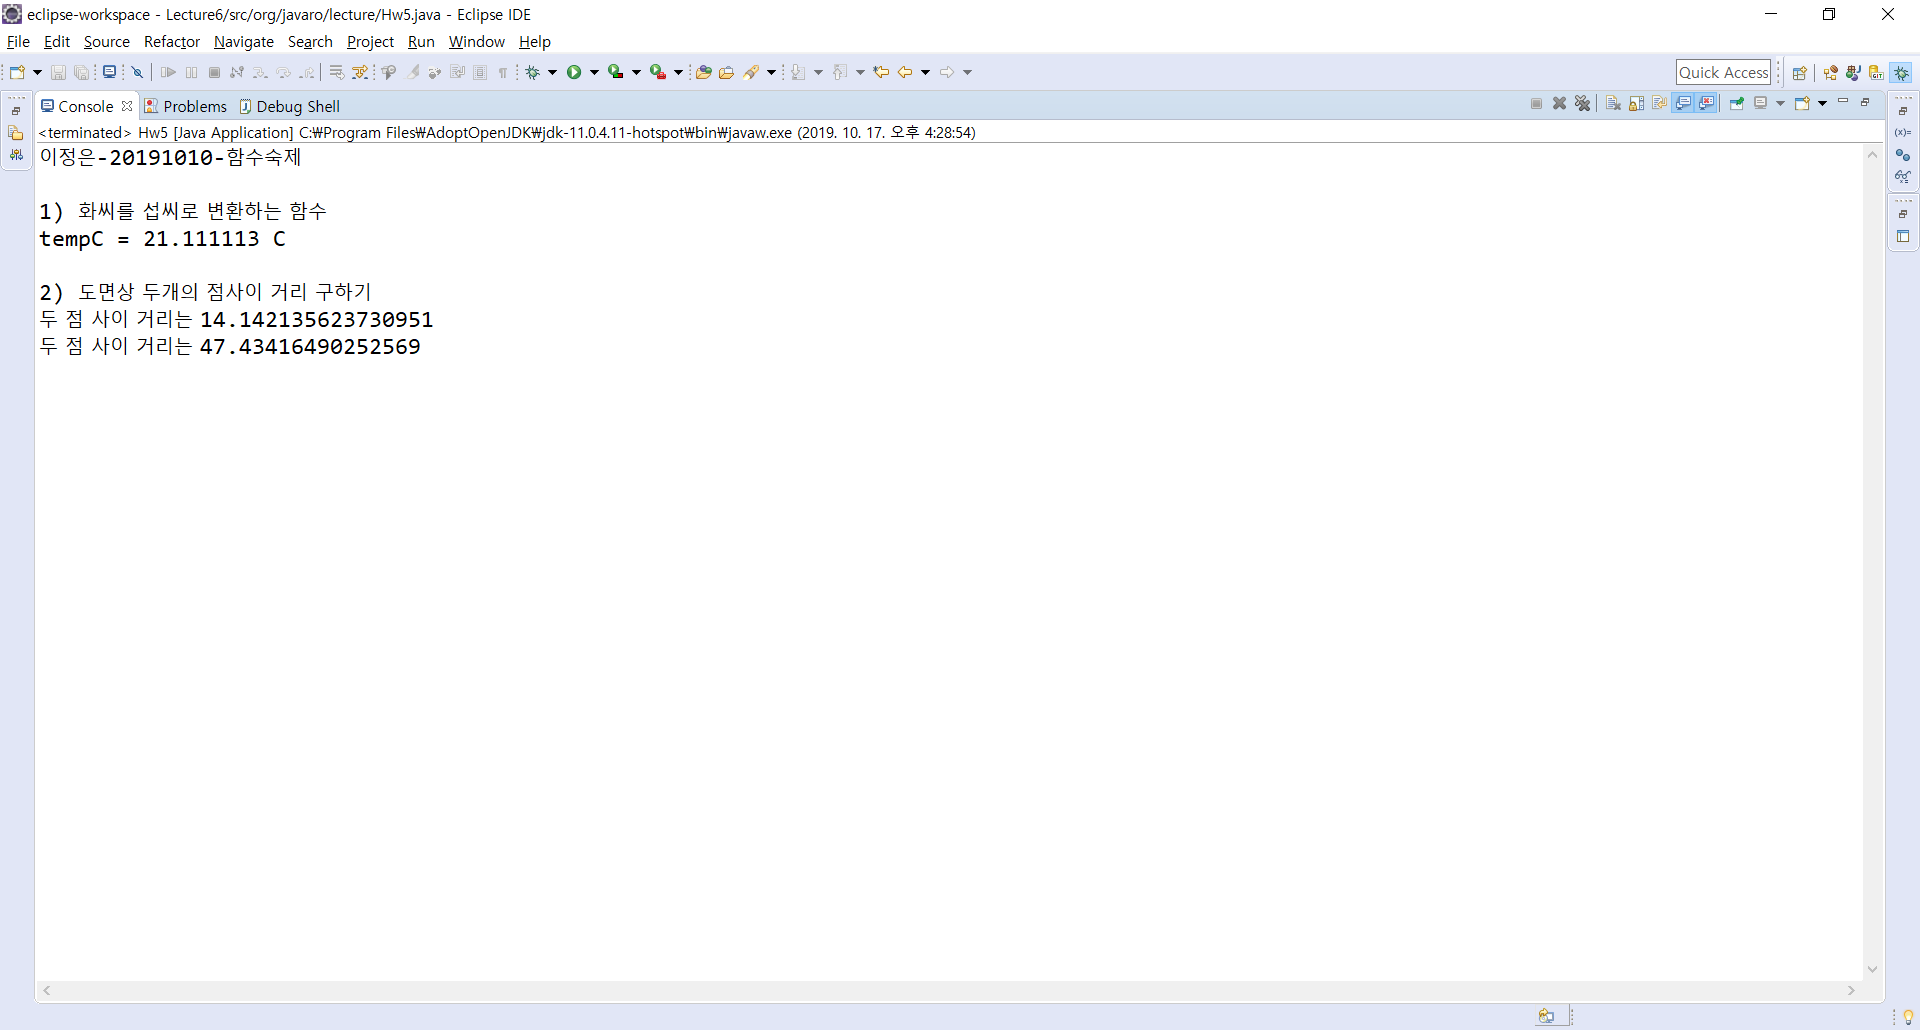 eclipse-workspace - Lecture6/src/org/javaro/lecture/Hw5.java - Eclipse IDE
File Edit Source Refactor Navigate Search Project Run Window Help
Quick Access
Console Problems Debug Shell
<terminated> Hw5 [Java Application] C:₩Program Files₩AdoptOpenJDK₩jdk-11.0.4.11-hotspot₩bin₩javaw.exe (2019. 10. 17. 오후 4:28:54)
이정은-20191010-함수숙제
1) 화씨를 섭씨로 변환하는 함수
tempC = 21.111113 C
2) 도면상 두개의 점사이 거리 구하기
두 점 사이 거리는 14.142135623730951
두 점 사이 거리는 47.43416490252569